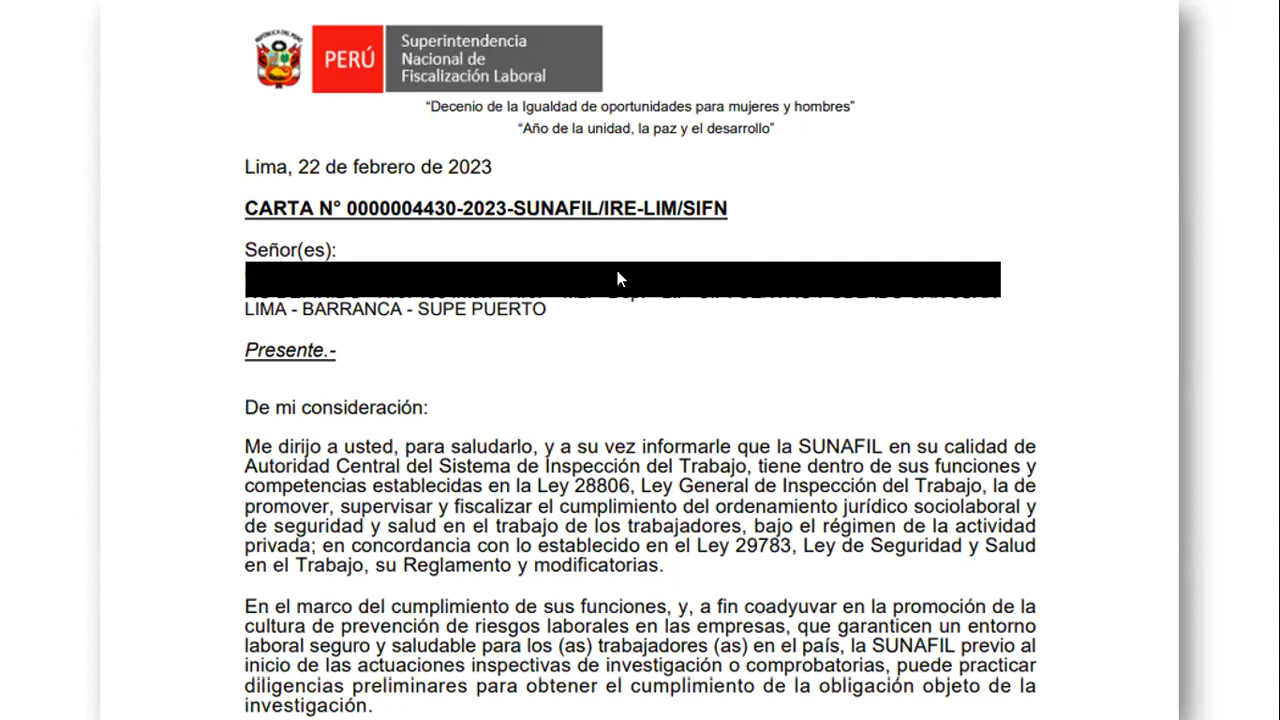 REPÚBLICA DEL PERÚ
PERÚ
Superintendencia
Nacional de
Fiscalización Laboral
“Decenio de la Igualdad de oportunidades para mujeres y hombres”
“Año de la unidad, la paz y el desarrollo”
Lima, 22 de febrero de 2023
CARTA N° 0000004430-2023-SUNAFIL/IRE-LIM/SIFN
Señor(es):
LIMA - BARRANCA - SUPE PUERTO
Presente.-
De mi consideración:
Me dirijo a usted, para saludarlo, y a su vez informarle que la SUNAFIL en su calidad de
Autoridad Central del Sistema de Inspección del Trabajo, tiene dentro de sus funciones y
competencias establecidas en la Ley 28806, Ley General de Inspección del Trabajo, la de
promover, supervisar y fiscalizar el cumplimiento del ordenamiento jurídico sociolaboral y
de seguridad y salud en el trabajo de los trabajadores, bajo el régimen de la actividad
privada; en concordancia con lo establecido en el Ley 29783, Ley de Seguridad y Salud
en el Trabajo, su Reglamento y modificatorias.
En el marco del cumplimiento de sus funciones, y, a fin coadyuvar en la promoción de la
cultura de prevención de riesgos laborales en las empresas, que garanticen un entorno
laboral seguro y saludable para los (as) trabajadores (as) en el país, la SUNAFIL previo al
inicio de las actuaciones inspectivas de investigación o comprobatorias, puede practicar
diligencias preliminares para obtener el cumplimiento de la obligación objeto de la
investigación.